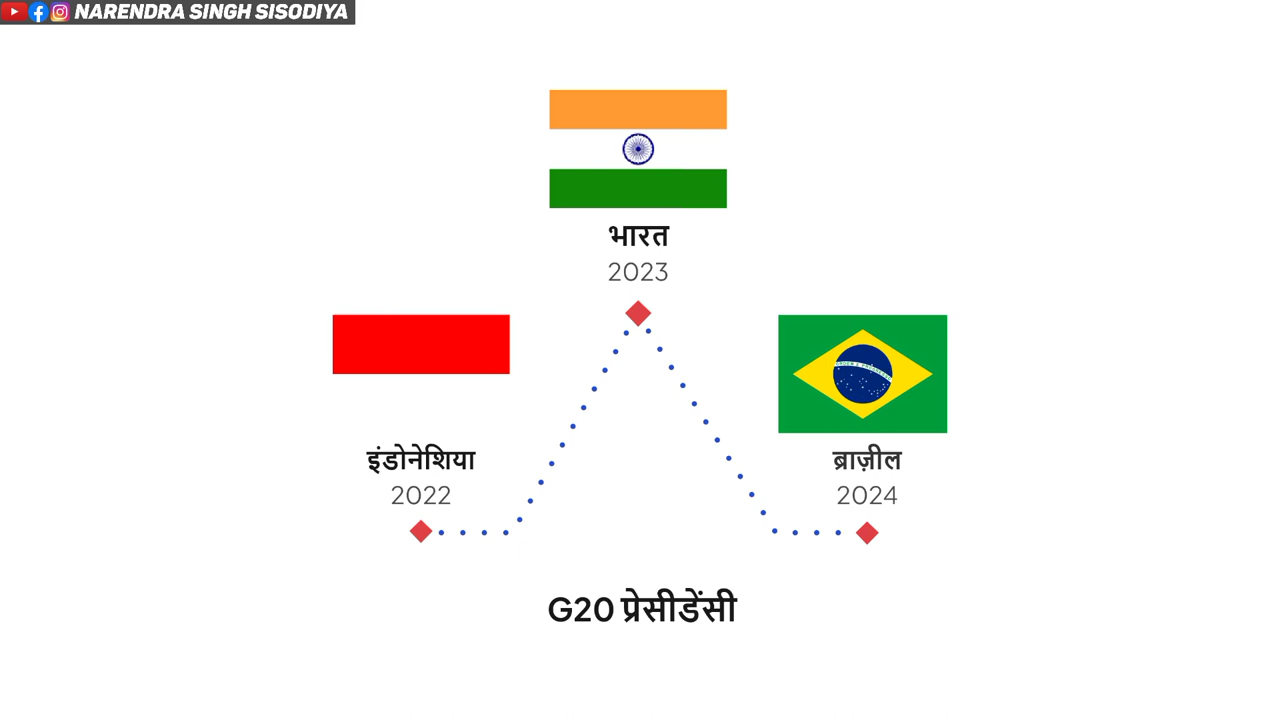 NARENDRA SINGH SISODIYA
भारत
2023
इंडोनेशिया
2022
ब्राज़ील
2024
G20 प्रेसीडेंसी